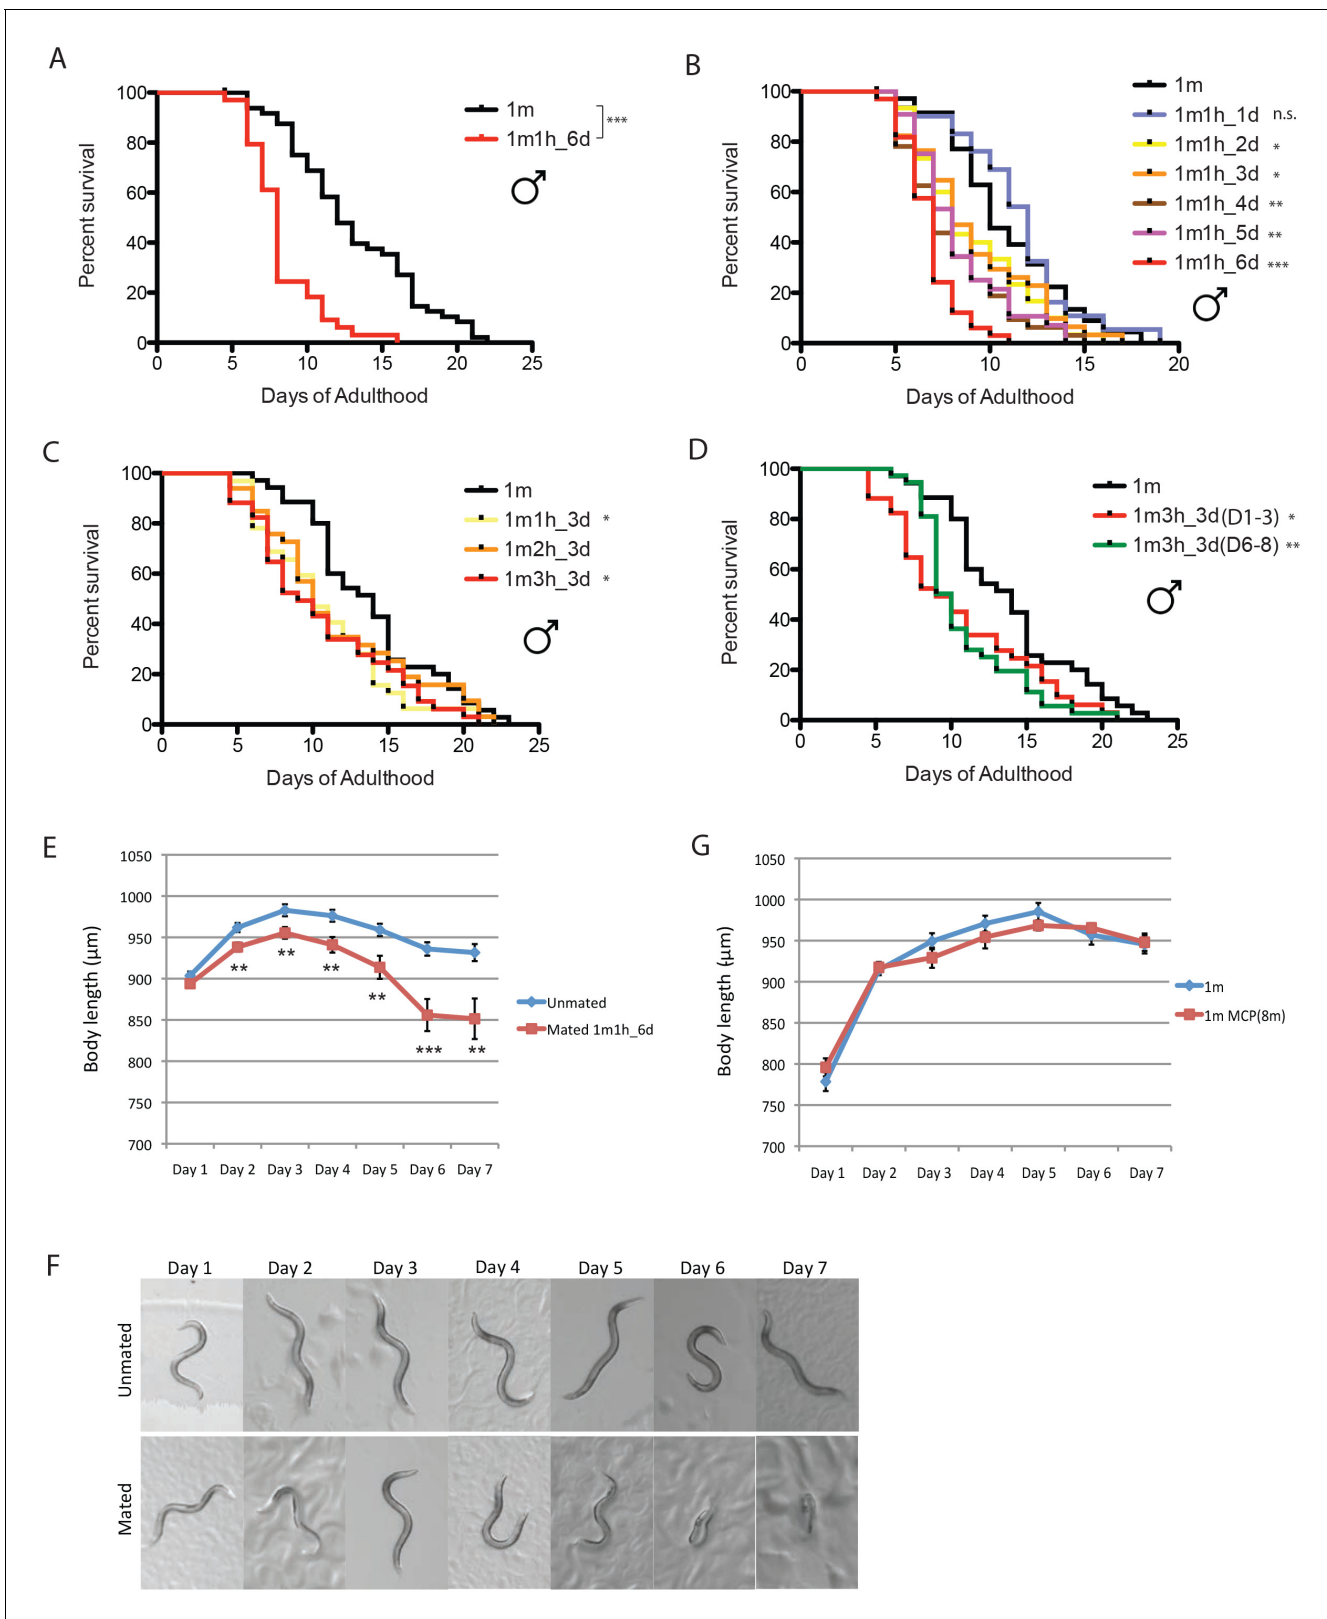 A
100
80
60
40
20
0
0 5 10 15 20 25
Percent survival
Days of Adulthood
1m
1m1h_6d
***
B
100
80
60
40
20
0
0 5 10 15 20
Percent survival
Days of Adulthood
1m
1m1h_1d n.s.
1m1h_2d *
1m1h_3d *
1m1h_4d **
1m1h_5d **
1m1h_6d ***
C
100
80
60
40
20
0
0 5 10 15 20 25
Percent survival
Days of Adulthood
1m
1m1h_3d *
1m2h_3d
1m3h_3d *
D
100
80
60
40
20
0
0 5 10 15 20 25
Percent survival
Days of Adulthood
1m
1m3h_3d(D1-3) *
1m3h_3d(D6-8) **
E
1050
1000
950
900
850
800
750
700
Body length (µm)
Day 1 Day 2 Day 3 Day 4 Day 5 Day 6 Day 7
** ** ** ** *** **
Unmated
Mated 1m1h_6d
G
1050
1000
950
900
850
800
750
700
Body length (µm)
Day 1 Day 2 Day 3 Day 4 Day 5 Day 6 Day 7
1m
1m MCP(8m)
F
Day 1 Day 2 Day 3 Day 4 Day 5 Day 6 Day 7
Unmated
Mated